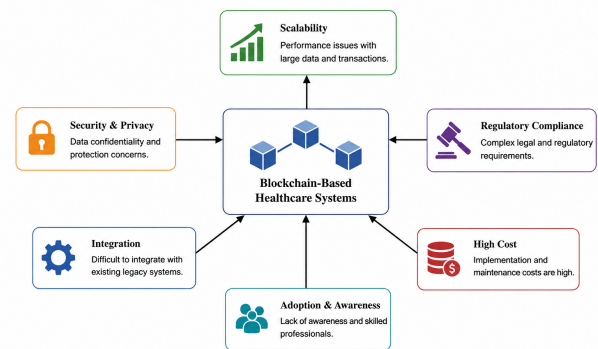 Scalability
Performance issues with
large data and transactions.
Security & Privacy
Data confidentiality and
protection concerns.
Blockchain-Based
Healthcare Systems
Regulatory Compliance
Complex legal and regulatory
requirements.
Integration
Difficult to integrate with
existing legacy systems.
High Cost
Implementation and
maintenance costs are high.
$
Adoption & Awareness
Lack of awareness and skilled
professionals.